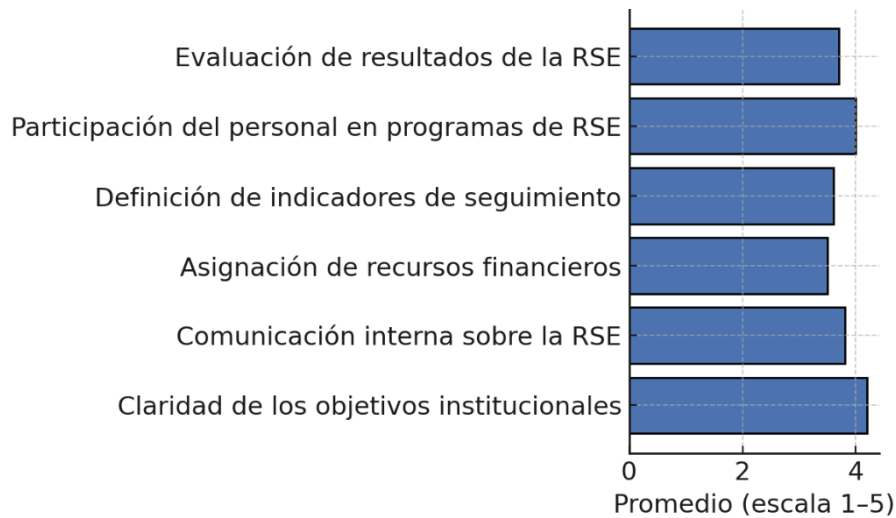 Evaluación de resultados de la RSE
Participación del personal en programas de RSE
Definición de indicadores de seguimiento
Asignación de recursos financieros
Comunicación interna sobre la RSE
Claridad de los objetivos institucionales
0 2 4
Promedio (escala 1–5)